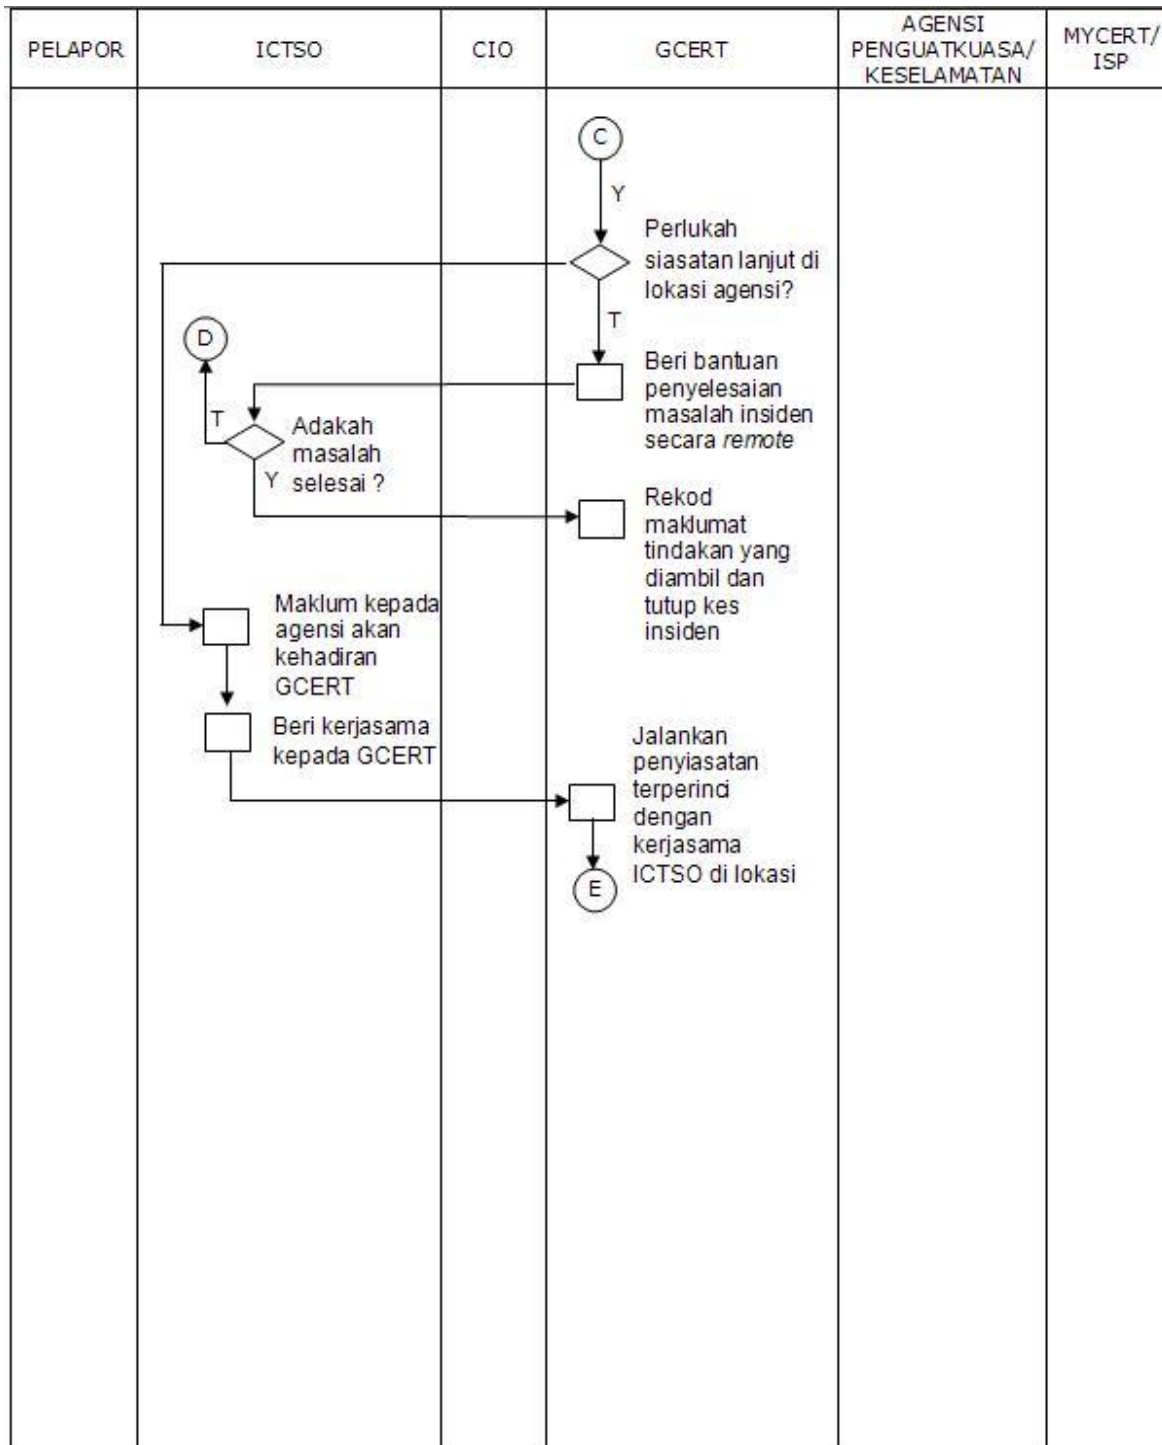 PELAPOR
ICTSO
CIO
GCERT
AGENSI
PENGUATKUASA/
KESELAMATAN
MYCERT/
ISP
C
Y
Perlukah
siasatan lanjut di
lokasi agensi?
T
D
Beri bantuan
penyelesaian
masalah insiden
secara remote
T
Adakah
masalah
selesai ?
Y
Rekod
maklumat
tindakan yang
diambil dan
tutup kes
insiden
Maklum kepada
agensi akan
kehadiran
GCERT
Beri kerjasama
kepada GCERT
Jalankan
penyiasatan
terperinci
dengan
kerjasama
ICTSO di lokasi
E